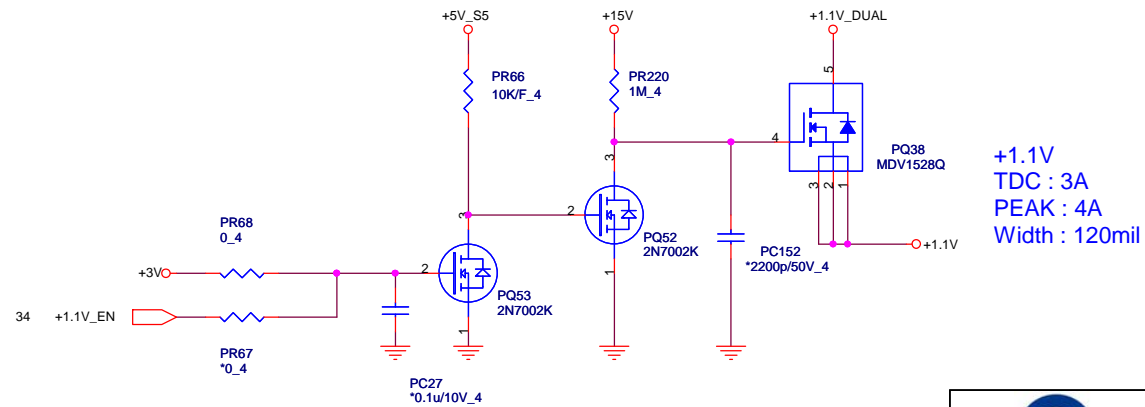 +5V_S5
+15V
+1.1V_DUAL
PR66
10K/F_4
PR220
1M_4
5
4
PQ38
MDV1528Q
3
2
1
+1.1V
+1.1V
TDC : 3A
PEAK : 4A
Width : 120mil
3
2
PQ52
2N7002K
1
PC152
*2200p/50V_4
PR68
0_4
+3V
3
2
PQ53
2N7002K
1
34
+1.1V_EN
PR67
*0_4
PC27
*0.1u/10V_4